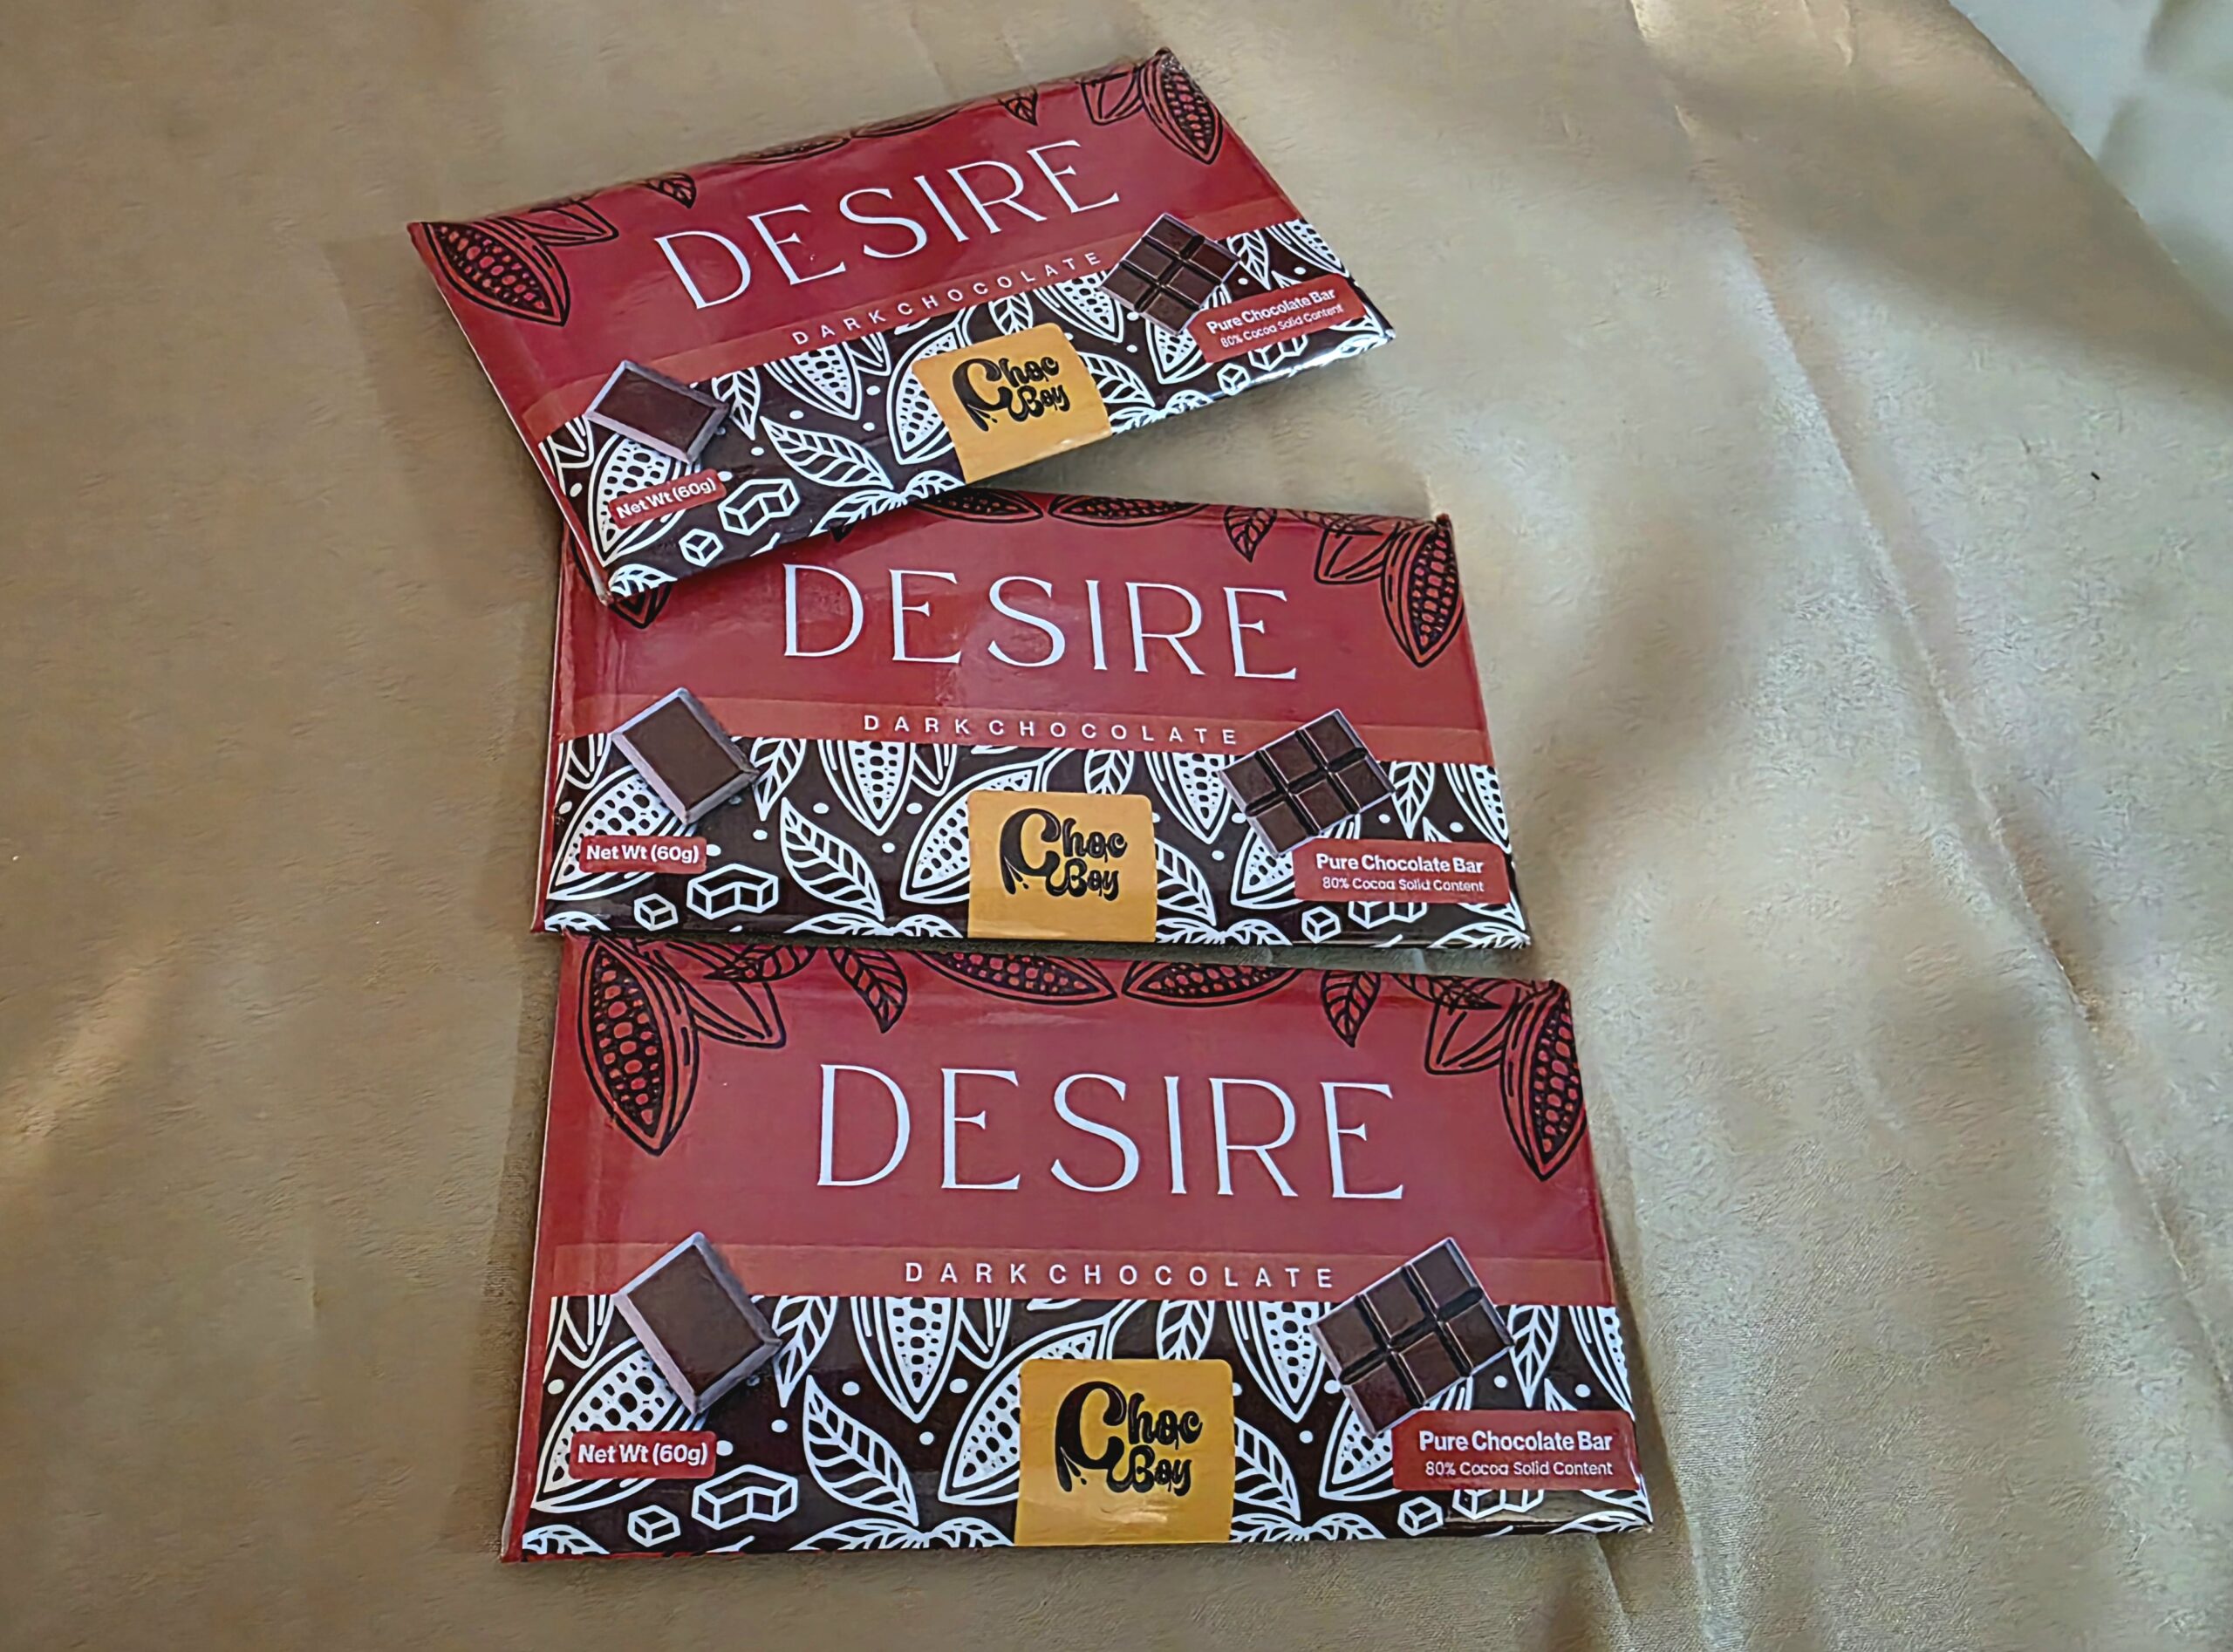 DESIRE
DARK CHOCOLATE
Choc
Boy
Pure Chocolate Bar
80% Cocoa Solid Content
Net Wt (60g)
DESIRE
DARK CHOCOLATE
Choc
Boy
Net Wt (60g)
Pure Chocolate Bar
80% Cocoa Solid Content
DESIRE
DARK CHOCOLATE
Choc
Boy
Net Wt (60g)
Pure Chocolate Bar
80% Cocoa Solid Content